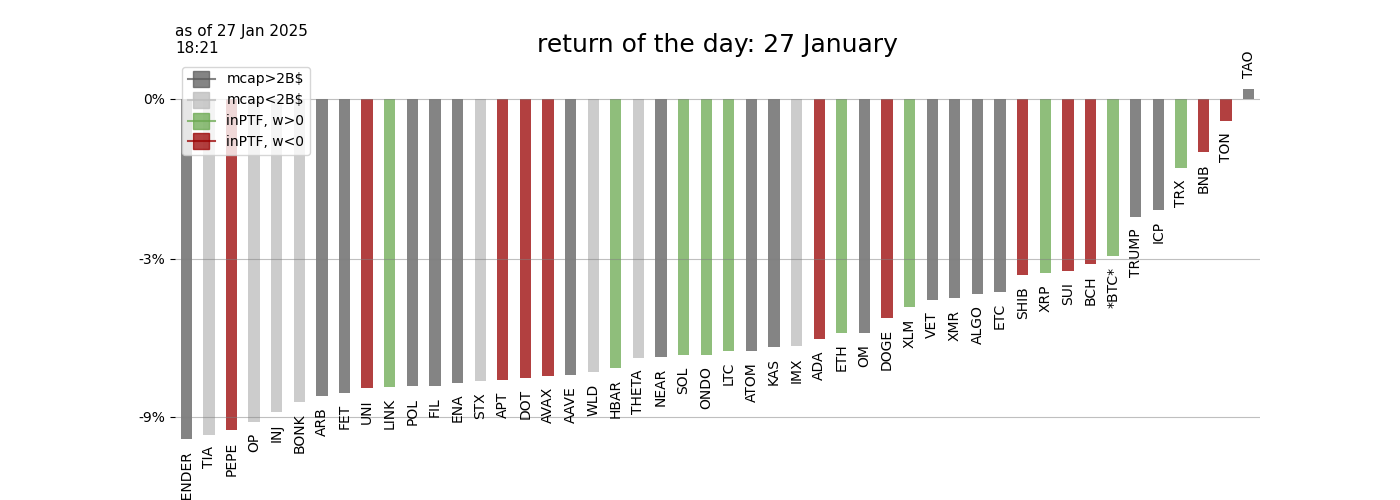 as of 27 Jan 2025
18:21
return of the day: 27 January
mcap>2B$
mcap<2B$
inPTF, w>0
inPTF, w<0
0%
-3%
-9%
ENDER
TIA
PEPE
OP
INJ
BONK
ARB
FET
UNI
LINK
POL
FIL
ENA
STX
APT
DOT
AVAX
AAVE
WLD
HBAR
THETA
NEAR
SOL
ONDO
LTC
ATOM
KAS
IMX
ADA
ETH
OM
DOGE
XLM
VET
XMR
ALGO
ETC
SHIB
XRP
SUI
BCH
*BTC*
TRUMP
ICP
TRX
BNB
TON
TAO